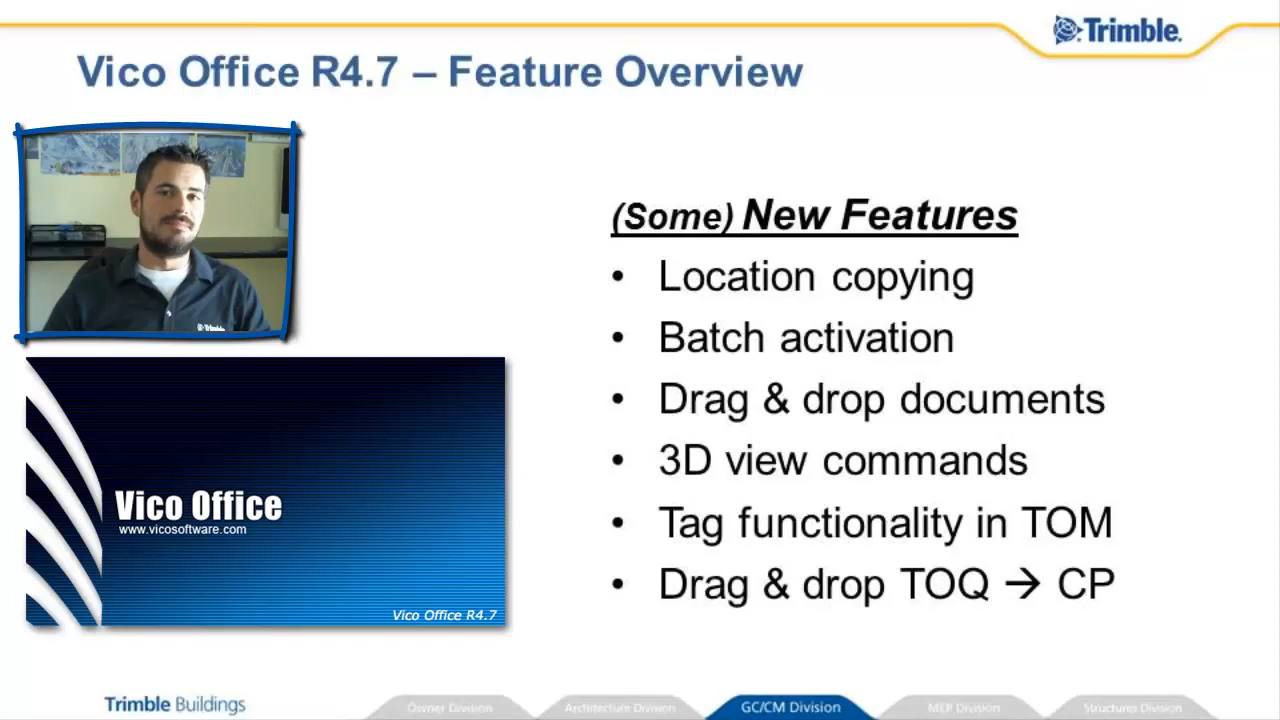 Trimble.
Vico Office R4.7 – Feature Overview
Trimble
(Some) New Features
• Location copying
• Batch activation
• Drag & drop documents
• 3D view commands
• Tag functionality in TOM
• Drag & drop TOQ → CP
Vico Office
www.vicosoftware.com
Vico Office R4.7
Trimble Buildings
Owner Division
Architecture Division
GC/CM Division
MEP Division
Structures Division